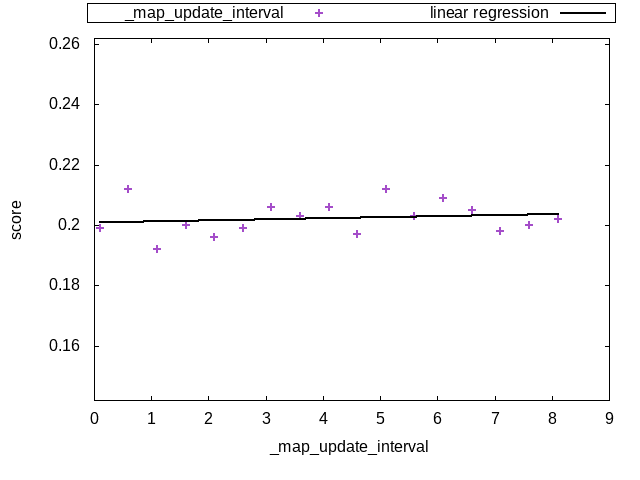 _map_update_interval
linear regression
0.26
0.24
0.22
0.2
0.18
0.16
score
0 1 2 3 4 5 6 7 8 9
_map_update_interval